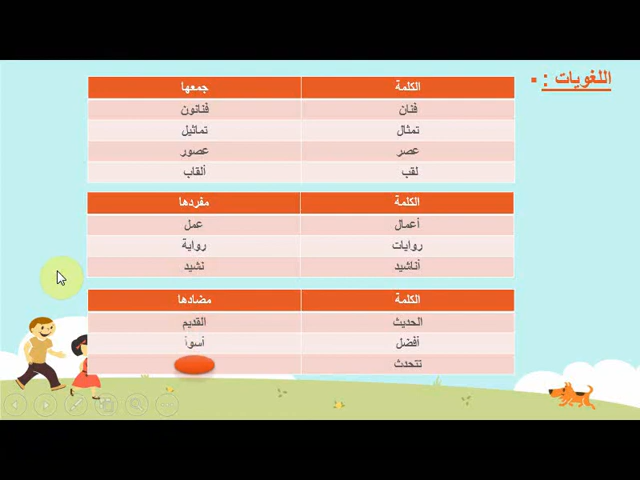 اللغويات :
الكلمة جمعها
فنان فنانون
تمثال تماثيل
عصر عصور
لقب ألقاب
الكلمة مفردها
أعمال عمل
روايات رواية
أناشيد نشيد
الكلمة مضادها
الحديث القديم
أفضل أسوأ
تتحدث